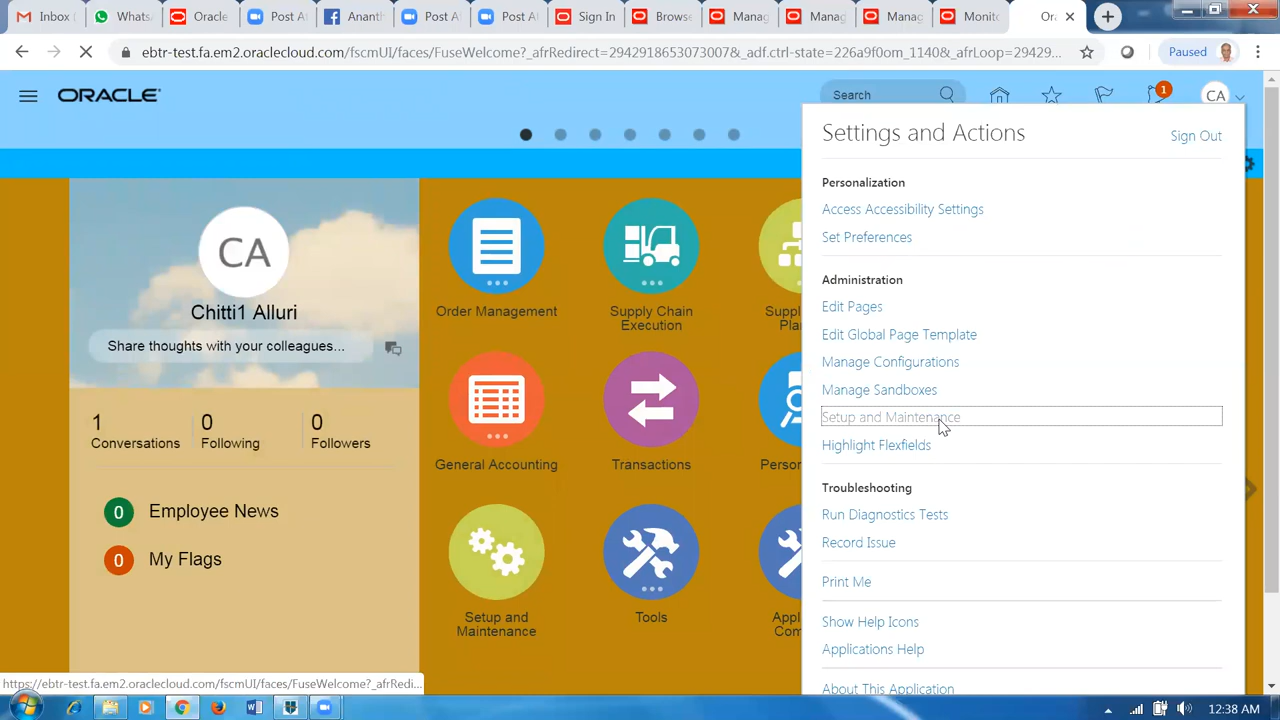 Inbox (
Whats
Oracle
Post At
Ananth
Post A
Post A
Sign In
Brows
Manag
Manag
Manag
Monit
Ora
ebtr-test.fa.em2.oraclecloud.com/fscmUI/faces/FuseWelcome?_afrRedirect=29429186530730​07&_adf.ctrl-state=226a9f0om_1140&_afrLoop=29429...
Paused
ORACLE
Search
1
CA
Settings and Actions
Sign Out
Personalization
Access Accessibility Settings
Set Preferences
Administration
Edit Pages
Edit Global Page Template
Manage Configurations
Manage Sandboxes
Setup and Maintenance
Highlight Flexfields
Troubleshooting
Run Diagnostics Tests
Record Issue
Print Me
Show Help Icons
Applications Help
About This Application
CA
Chitti1 Alluri
Share thoughts with your colleagues...
1
Conversations
0
Following
0
Followers
0 Employee News
0 My Flags
Order Management
Supply Chain
Execution
Suppl
Plan
General Accounting
Transactions
Person
Setup and
Maintenance
Tools
Appl
Com
https://ebtr-test.fa.em2.oraclecloud.com/fscmUI/faces/FuseWelcome?_afrRedi...
12:38 AM